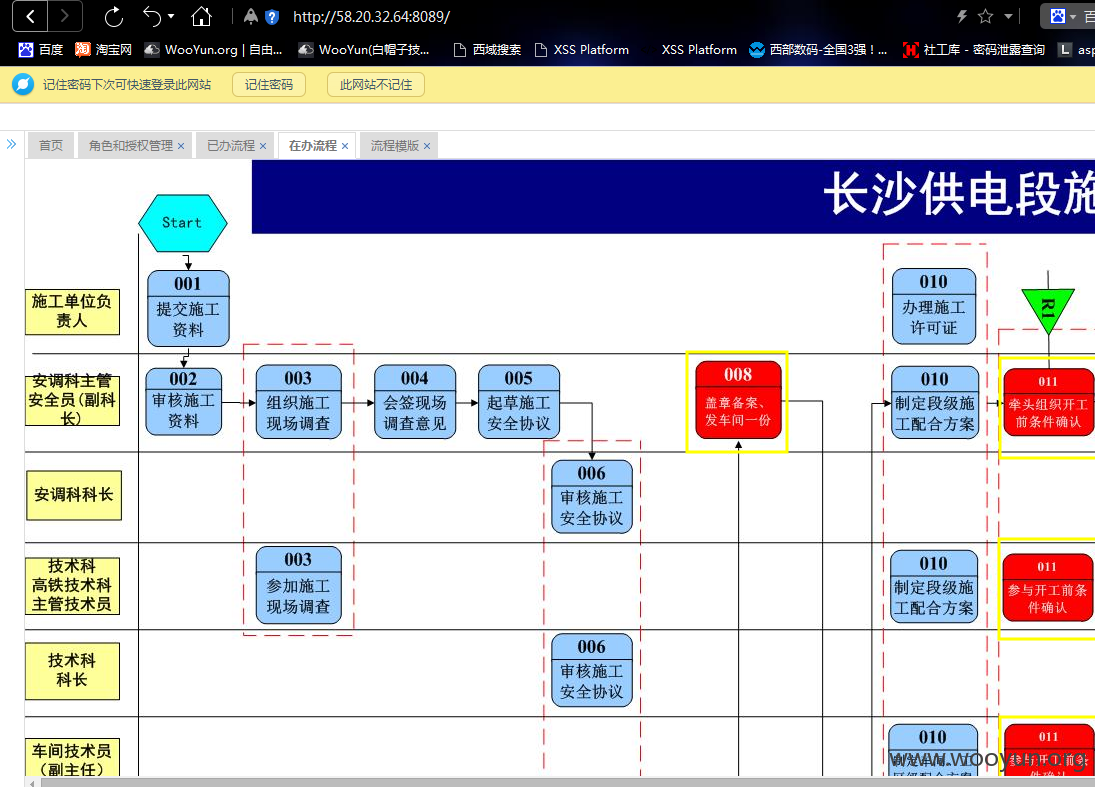 http://58.20.32.64:8089/
百
百度
淘宝网
WooYun.org | 自由...
WooYun(白帽子技...
西域搜索
XSS Platform
XSS Platform
西部数码-全国3强！...
社工库 - 密码泄露查询
L
asp
记住密码下次可快速登录此网站
记住密码
此网站不记住
首页
角色和授权管理 ×
已办流程 ×
在办流程 ×
流程模版 ×
长沙供电段施
Start
施工单位负
责人
001
提交施工
资料
010
办理施工
许可证
R1
安调科主管
安全员(副科
长)
002
审核施工
资料
003
组织施工
现场调查
004
会签现场
调查意见
005
起草施工
安全协议
008
盖章备案、
发车间一份
010
制定段级施
工配合方案
011
牵头组织开工
前条件确认
安调科科长
006
审核施工
安全协议
技术科
高铁技术科
主管技术员
003
参加施工
现场调查
010
制定段级施
工配合方案
011
参与开工前条
件确认
技术科
科长
006
审核施工
安全协议
车间技术员
（副主任）
010
011
参与开工前条
件确认
www.wooyun.org